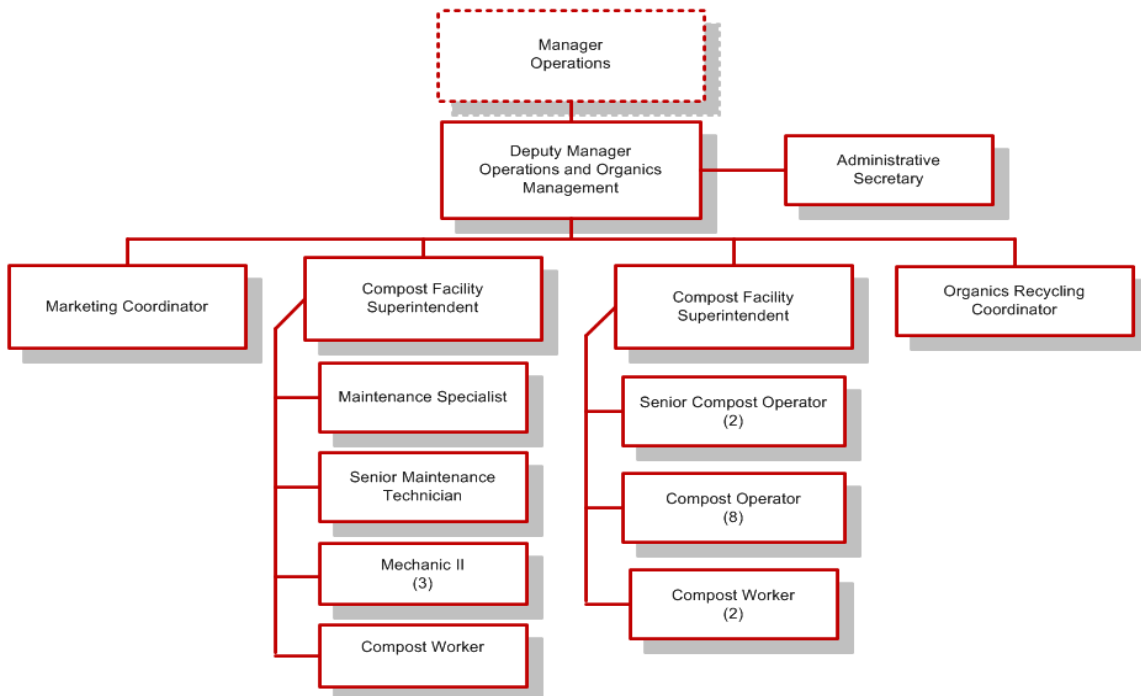 Manager
Operations
Deputy Manager
Operations and Organics
Management
Administrative
Secretary
Marketing Coordinator
Compost Facility
Superintendent
Compost Facility
Superintendent
Organics Recycling
Coordinator
Maintenance Specialist
Senior Maintenance
Technician
Mechanic II
(3)
Compost Worker
Senior Compost Operator
(2)
Compost Operator
(8)
Compost Worker
(2)